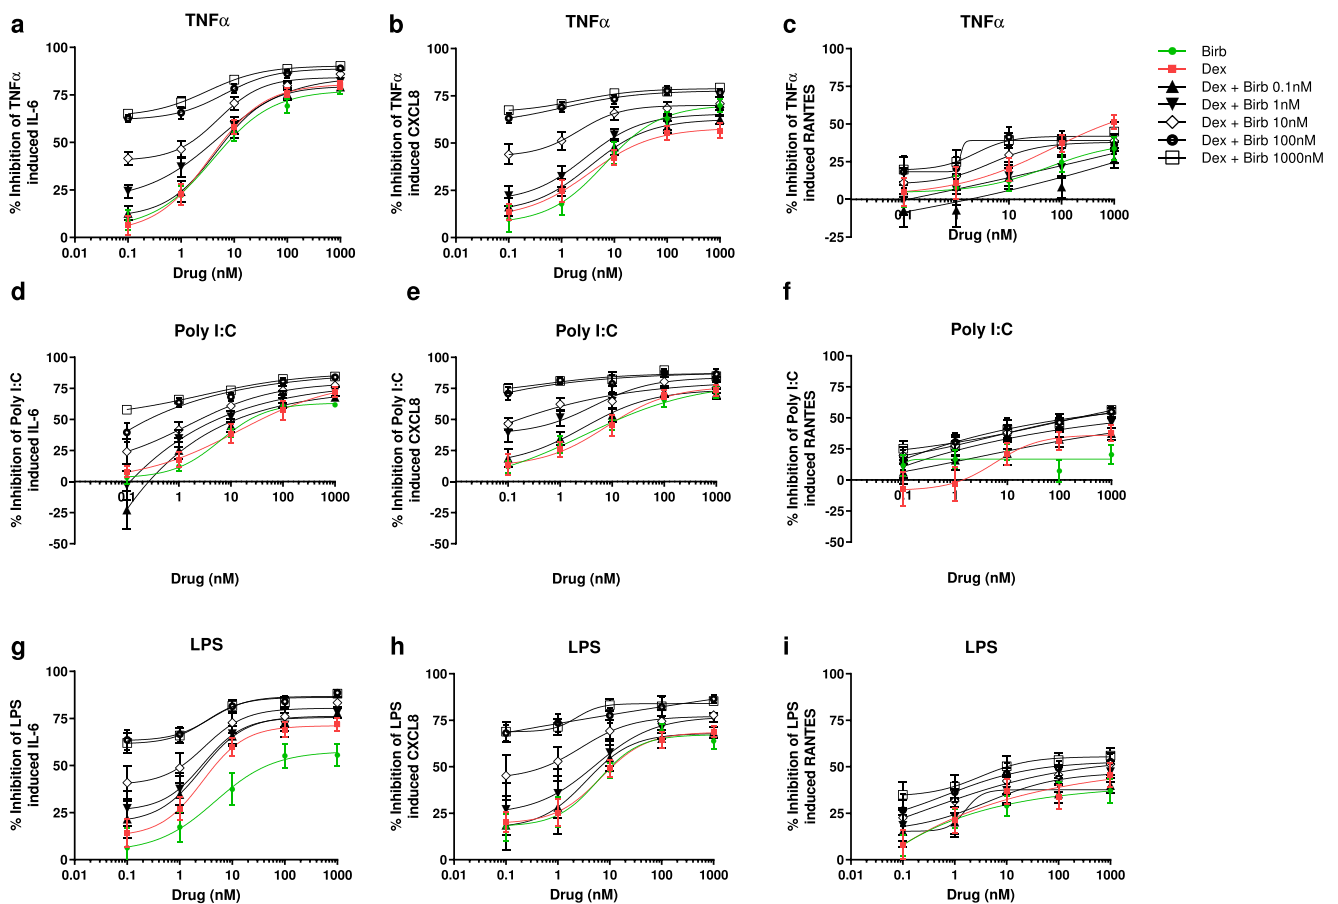 a
TNFα
% Inhibition of TNFα
induced IL-6
100
75
50
25
0
0.01 0.1 1 10 100 1000
Drug (nM)
b
TNFα
% Inhibition of TNFα
induced CXCL8
100
75
50
25
0
0.01 0.1 1 10 100 1000
Drug (nM)
c
TNFα
% Inhibition of TNFα
induced RANTES
100
75
50
25
0
-25
10 100 1000
Drug (nM)
Birb
Dex
Dex + Birb 0.1nM
Dex + Birb 1nM
Dex + Birb 10nM
Dex + Birb 100nM
Dex + Birb 1000nM
d
Poly I:C
% Inhibition of Poly I:C
induced IL-6
100
75
50
25
0
-25
-50
1 10 100 1000
Drug (nM)
e
Poly I:C
% Inhibition of Poly I:C
induced CXCL8
100
75
50
25
0
-25
-50
0.1 1 10 100 1000
Drug (nM)
f
Poly I:C
% Inhibition of Poly I:C
induced RANTES
100
75
50
25
0
-25
-50
0.1 1 10 100 1000
Drug (nM)
g
LPS
% Inhibition of LPS
induced IL-6
100
75
50
25
0
0.01 0.1 1 10 100 1000
Drug (nM)
h
LPS
% Inhibition of LPS
induced CXCL8
100
75
50
25
0
0.01 0.1 1 10 100 1000
Drug (nM)
i
LPS
% Inhibition of LPS
induced RANTES
100
75
50
25
0
0.01 0.1 1 10 100 1000
Drug (nM)